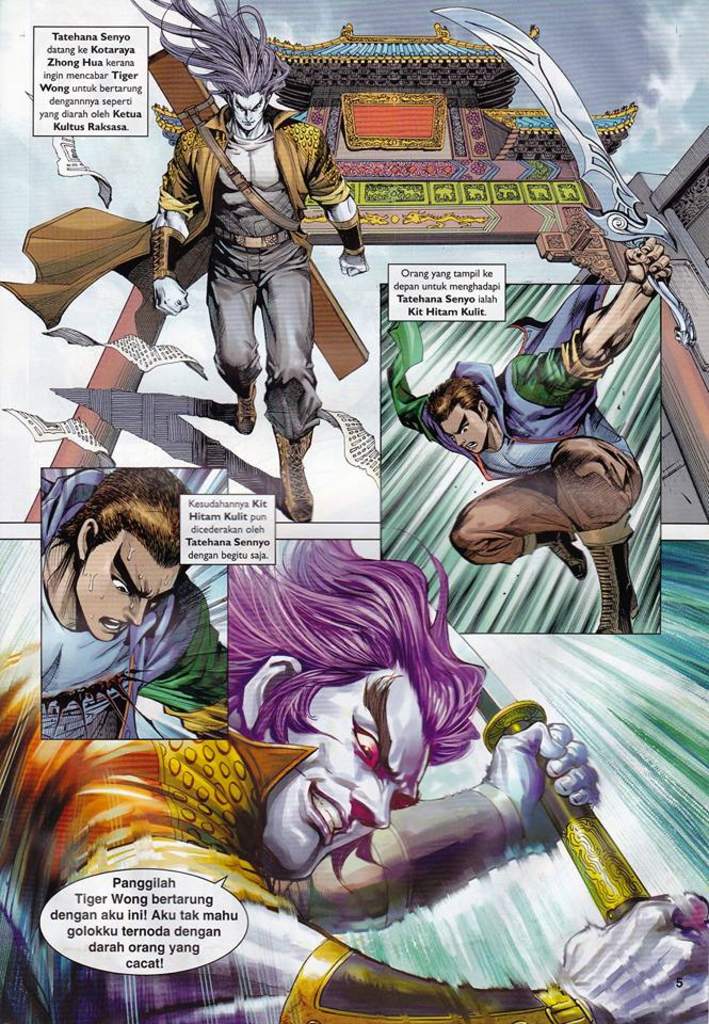 Tatehana Senyo
datang ke Kotaraya
Zhong Hua kerana
ingin mencabar Tiger
Wong untuk bertarung
dengannnya seperti
yang diarah oleh Ketua
Kultus Raksasa.
Orang yang tampil ke
depan untuk menghadapi
Tatehana Senyo ialah
Kit Hitam Kulit.
Kesudahannya Kit
Hitam Kulit pun
dicederakan oleh
Tatehana Sennyo
dengan begitu saja.
Panggilah
Tiger Wong bertarung
dengan aku ini! Aku tak mahu
golokku ternoda dengan
darah orang yang
cacat!
5